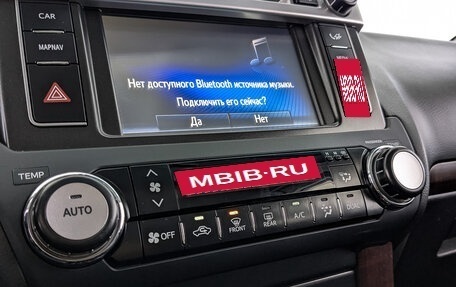 CAR
MAPNAV
Нет доступного Bluetooth источника музыки.
Подключить его сейчас?
Да
Нет
TEMP
MBIB-RU
AUTO
OFF
FRONT
REAR
A/C
DUAL